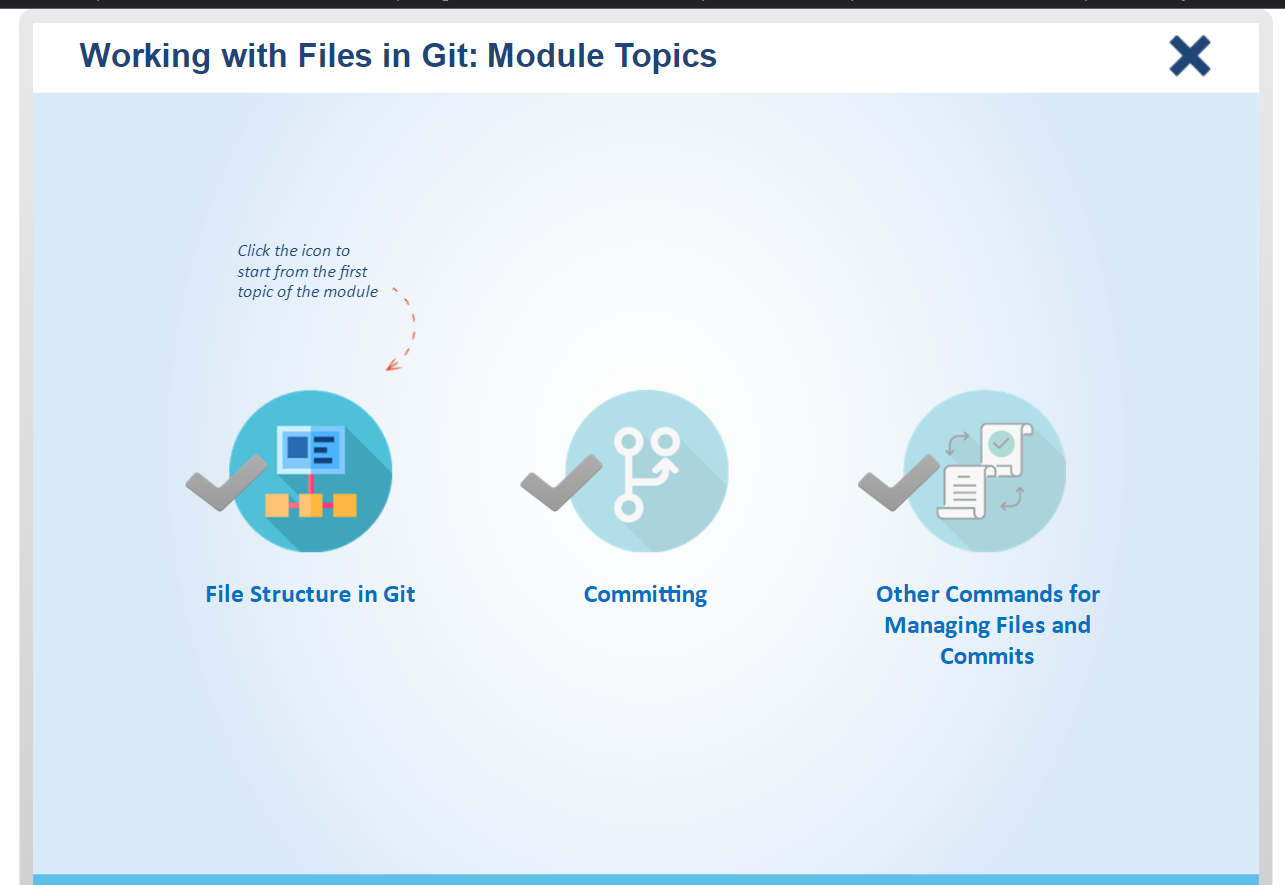 Working with Files in Git: Module Topics
Click the icon to
start from the first
topic of the module
File Structure in Git
Committing
Other Commands for
Managing Files and
Commits